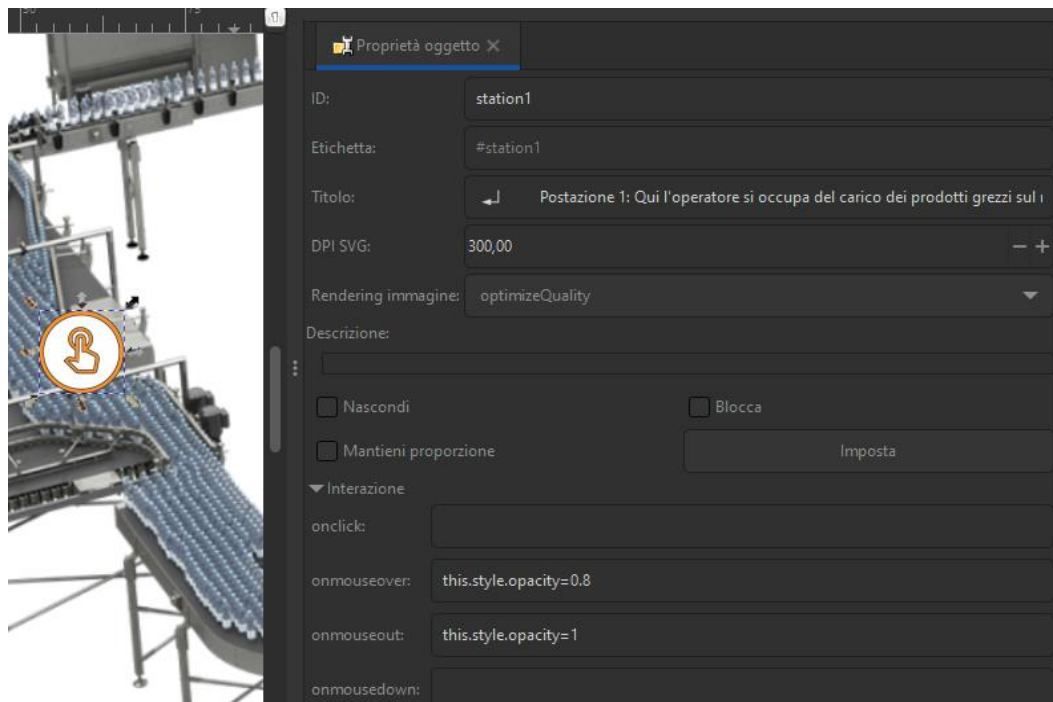 75
Proprietà oggetto
ID: station1
Etichetta: #station1
Titolo: Postazione 1: Qui l'operatore si occupa del carico dei prodotti grezzi sul
DPI SVG: 300,00
Rendering immagine: optimizeQuality
Descrizione:
Nascondi Blocca
Mantieni proporzione Imposta
Interazione
onclick:
onmouseover: this.style.opacity=0.8
onmouseout: this.style.opacity=1
onmousedown: